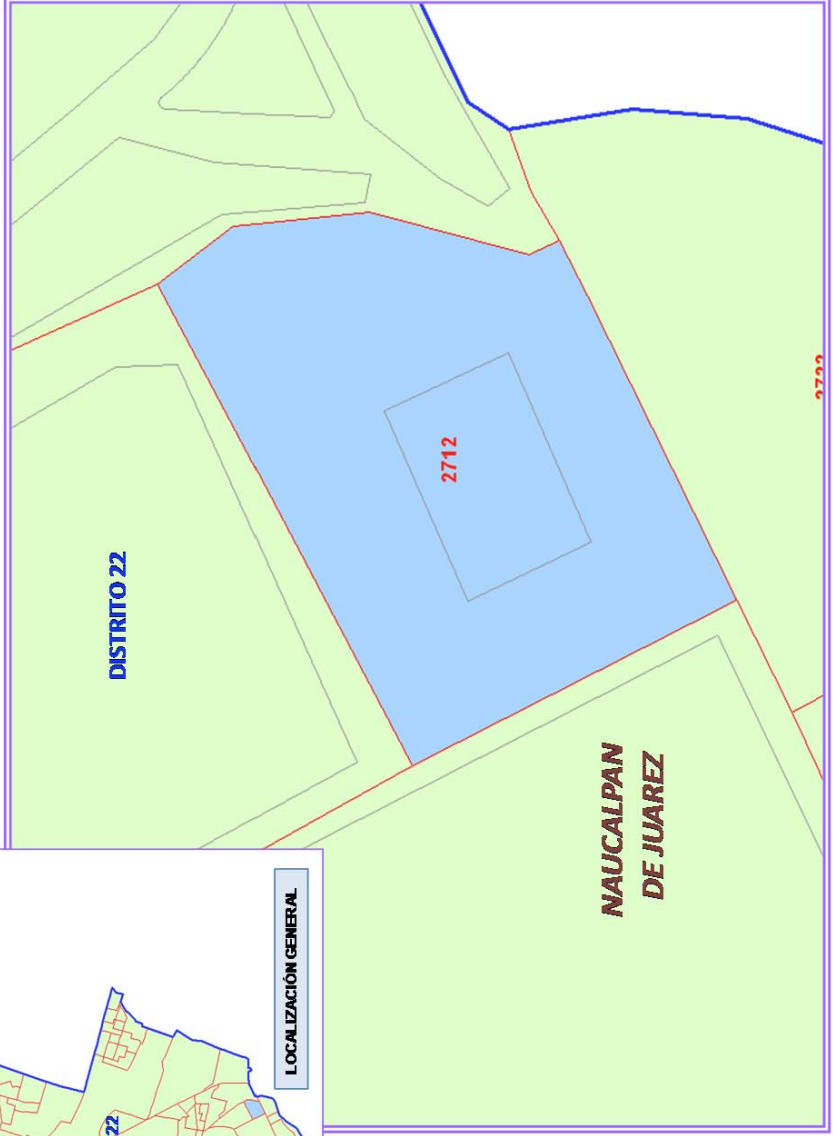 DISTRITO 22
2712
NAUCALPAN
DE JUAREZ
LOCALIZACIÓN GENERAL
22